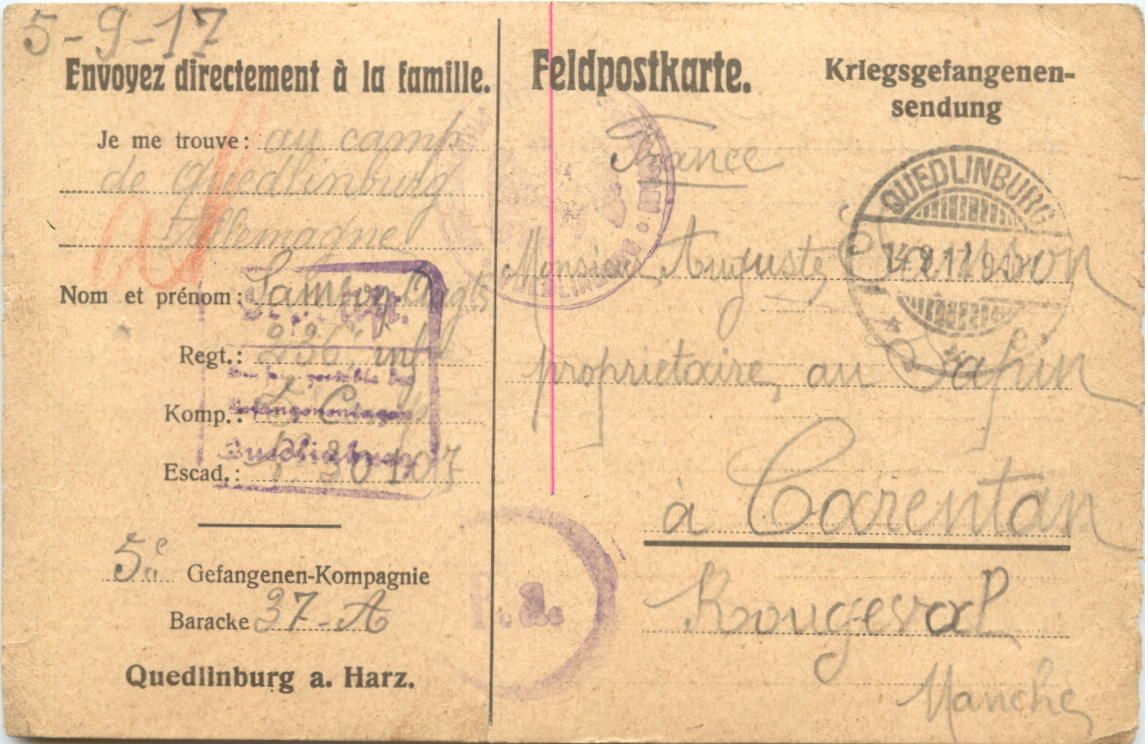 5-9-17
Envoyez directement à la famille.
Je me trouve: au camp
de Quedlinburg
Allemagne
Nom et prénom: Samson
Regt.: 236 inf
Komp.: 5 C
Escad.:
5e Gefangenen-Kompagnie
Baracke 37-A
Quedlinburg a. Harz.
Feldpostkarte.
Kriegsgefangenen-
sendung
France
QUEDLINBURG
Monsieur Auguste
propriétaire, au
à Carentan
Manche
F.a.
Quedlinburg